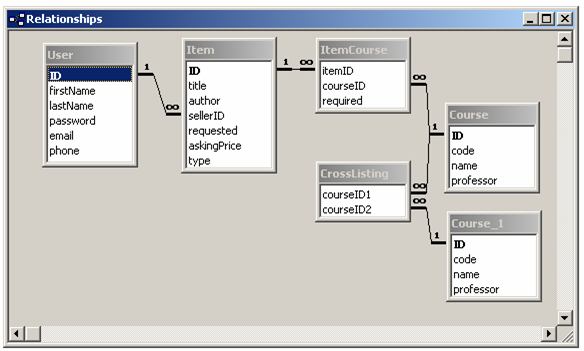 Relationships
User
ID
firstName
lastName
password
email
phone
1
∞
Item
ID
title
author
sellerID
requested
askingPrice
type
1
∞
ItemCourse
itemID
courseID
required
∞
1
Course
ID
code
name
professor
CrossListing
courseID1
courseID2
∞
∞
1
Course_1
ID
code
name
professor